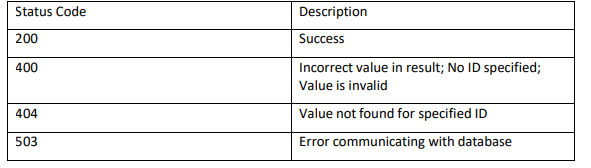 Status Code Description
200 Success
400 Incorrect value in result; No ID specified;
Value is invalid
404 Value not found for specified ID
503 Error communicating with database